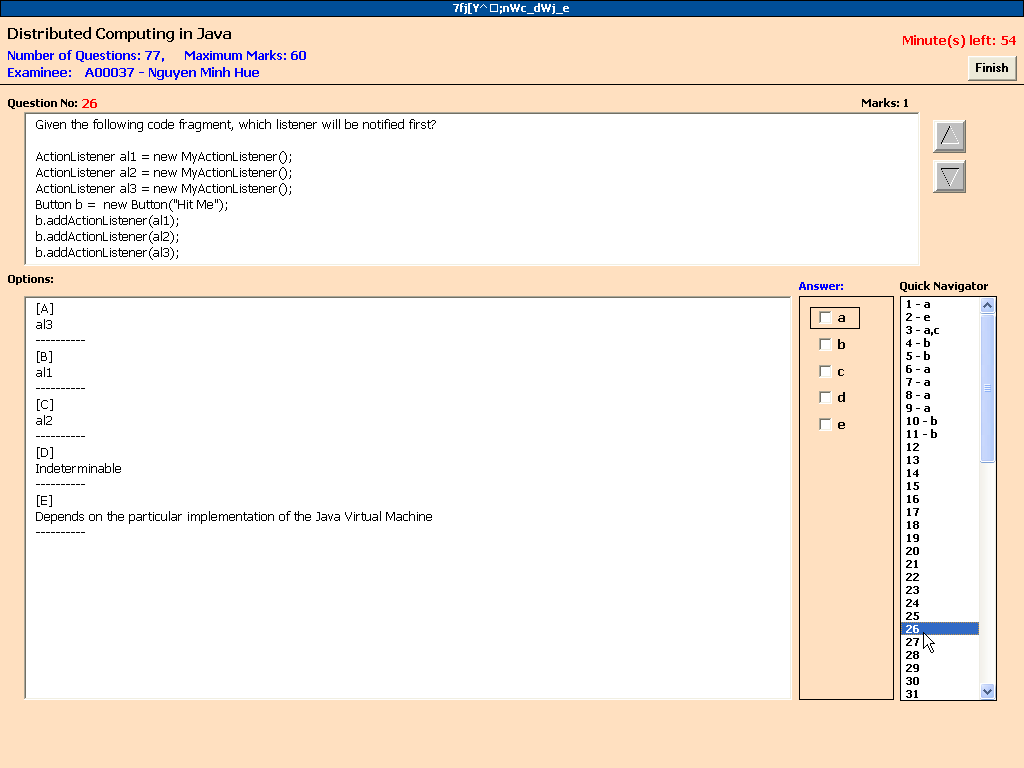 7fj[Y^ □;nWc_dWj_e
Distributed Computing in Java
Number of Questions: 77, Maximum Marks: 60
Minute(s) left: 54
Examinee: A00037 - Nguyen Minh Hue
Finish
Question No: 26
Marks: 1
Given the following code fragment, which listener will be notified first?
ActionListener al1 = new MyActionListener();
ActionListener al2 = new MyActionListener();
ActionListener al3 = new MyActionListener();
Button b = new Button("Hit Me");
b.addActionListener(al1);
b.addActionListener(al2);
b.addActionListener(al3);
Options:
[A]
al3
----------
[B]
al1
----------
[C]
al2
----------
[D]
Indeterminable
----------
[E]
Depends on the particular implementation of the Java Virtual Machine
----------
Answer:
a
b
c
d
e
Quick Navigator
1 - a
2 - e
3 - a,c
4 - b
5 - b
6 - a
7 - a
8 - a
9 - a
10 - b
11 - b
12
13
14
15
16
17
18
19
20
21
22
23
24
25
26
27
28
29
30
31